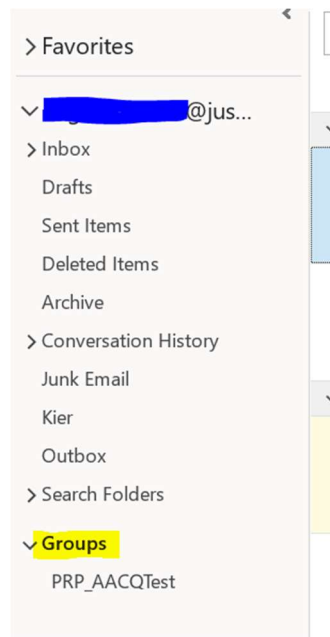 Favorites
@jus...
Inbox
Drafts
Sent Items
Deleted Items
Archive
Conversation History
Junk Email
Kier
Outbox
Search Folders
Groups
PRP_AACQTest